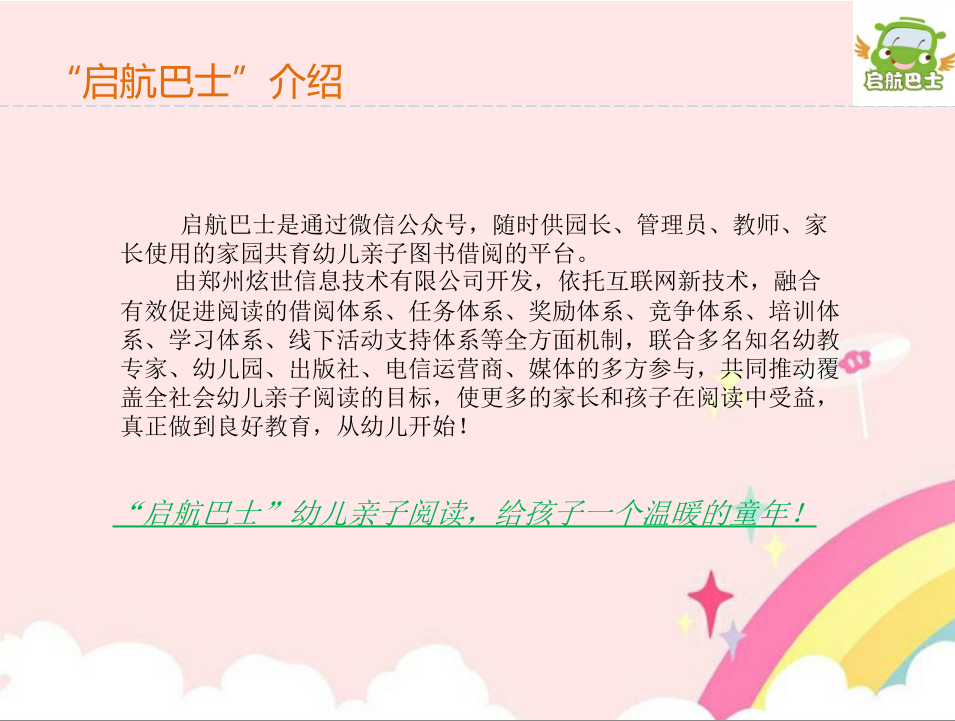 “启航巴士”介绍
启航巴士
启航巴士是通过微信公众号，随时供园长、管理员、教师、家
长使用的家园共育幼儿亲子图书借阅的平台。
由郑州炫世信息技术有限公司开发，依托互联网新技术，融合
有效促进阅读的借阅体系、任务体系、奖励体系、竞争体系、培训体
系、学习体系、线下活动支持体系等全方面机制，联合多名知名幼教
专家、幼儿园、出版社、电信运营商、媒体的多方参与，共同推动覆
盖全社会幼儿亲子阅读的目标，使更多的家长和孩子在阅读中受益，
真正做到良好教育，从幼儿开始！
“启航巴士”幼儿亲子阅读，给孩子一个温暖的童年！